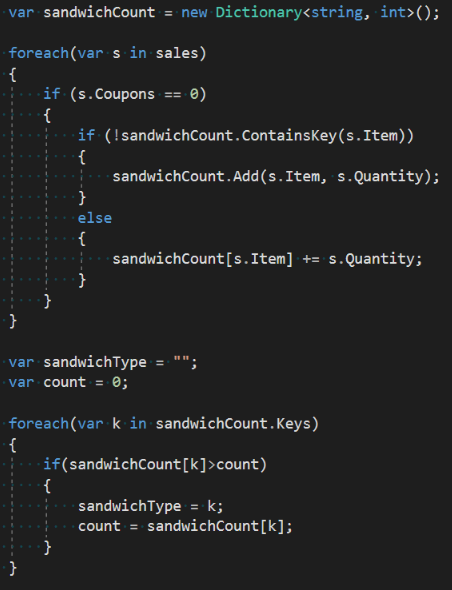 var sandwichCount = new Dictionary<string, int>();
foreach(var s in sales)
{
if (s.Coupons == 0)
{
if (!sandwichCount.ContainsKey(s.Item))
{
sandwichCount.Add(s.Item, s.Quantity);
}
else
{
sandwichCount[s.Item] += s.Quantity;
}
}
}
var sandwichType = "";
var count = 0;
foreach(var k in sandwichCount.Keys)
{
if(sandwichCount[k]>count)
{
sandwichType = k;
count = sandwichCount[k];
}
}